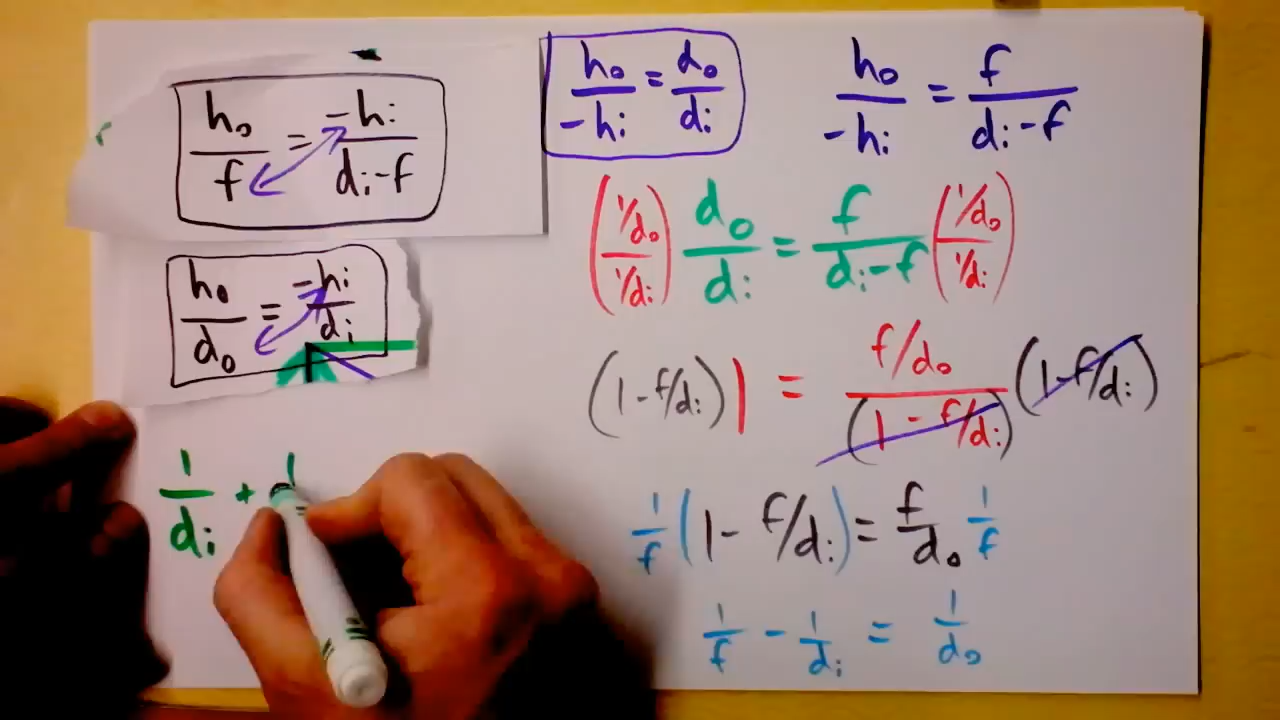 h₀/f = -hᵢ/(dᵢ-f)
h₀/d₀ = -hᵢ/dᵢ
1/dᵢ + 1
h₀/-hᵢ = d₀/dᵢ
h₀/-hᵢ = f/(dᵢ-f)
((1/d₀)/(1/dᵢ)) d₀/dᵢ = f/(dᵢ-f) ((1/d₀)/(1/dᵢ))
(1-f/dᵢ) 1 = (f/d₀)/(1-f/dᵢ) (1-f/dᵢ)
1/f (1-f/dᵢ) = f/d₀ 1/f
1/f - 1/dᵢ = 1/d₀